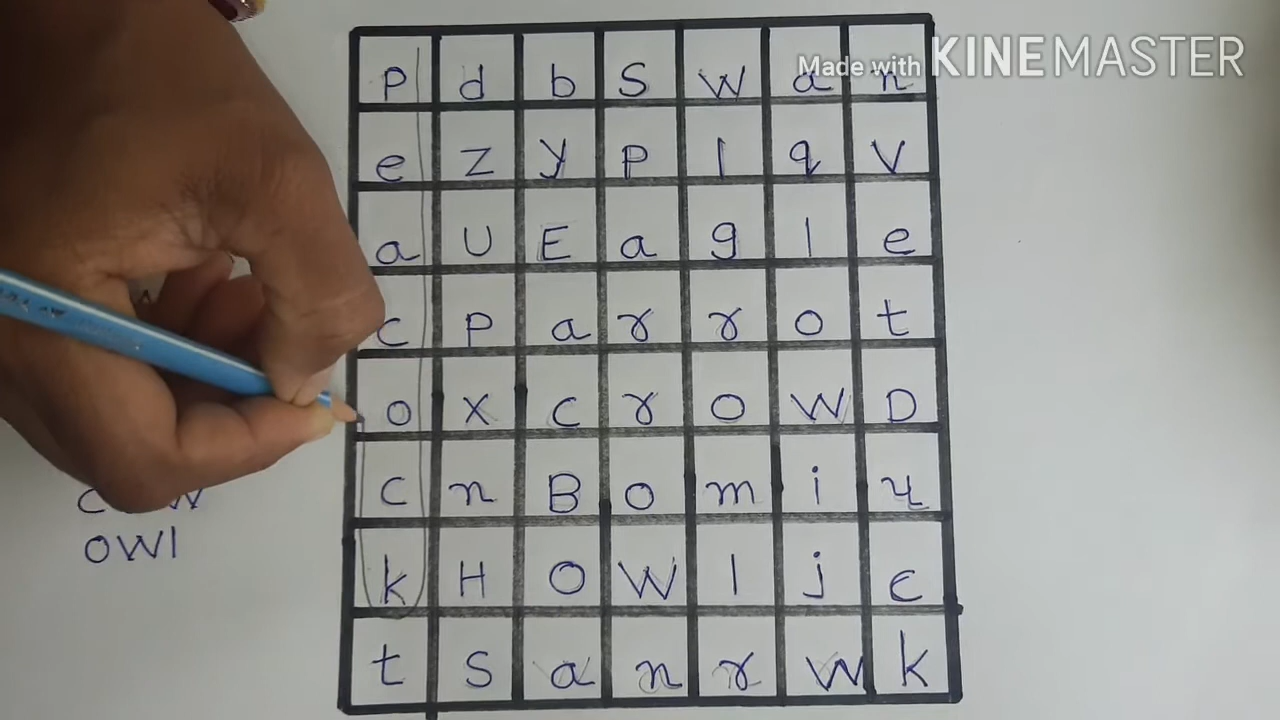 Made with KINEMASTER
P d b S W a n
e z y P l q v
a U E a g l e
c P a r r o t
o x c r o w D
c n B o m i u
k H O W l j c
t s a n r w k
owl